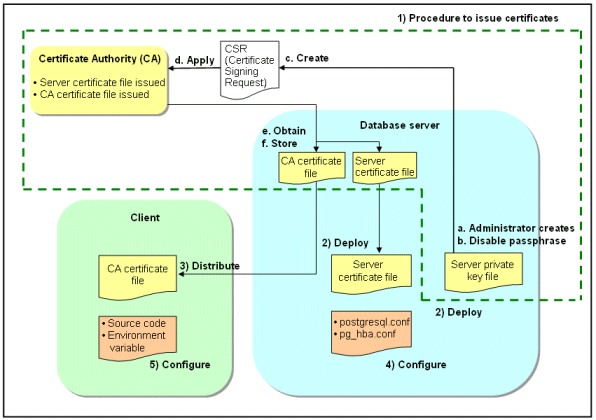 1) Procedure to issue certificates
Certificate Authority (CA)
• Server certificate file issued
• CA certificate file issued
d. Apply
CSR
(Certificate
Signing
Request)
c. Create
e. Obtain
f. Store
Database server
CA certificate
file
Server
certificate file
a. Administrator creates
b. Disable passphrase
Client
2) Deploy
3) Distribute
CA certificate
file
Server
certificate file
Server private
key file
2) Deploy
• Source code
• Environment
variable
• postgresql.conf
• pg_hba.conf
5) Configure
4) Configure